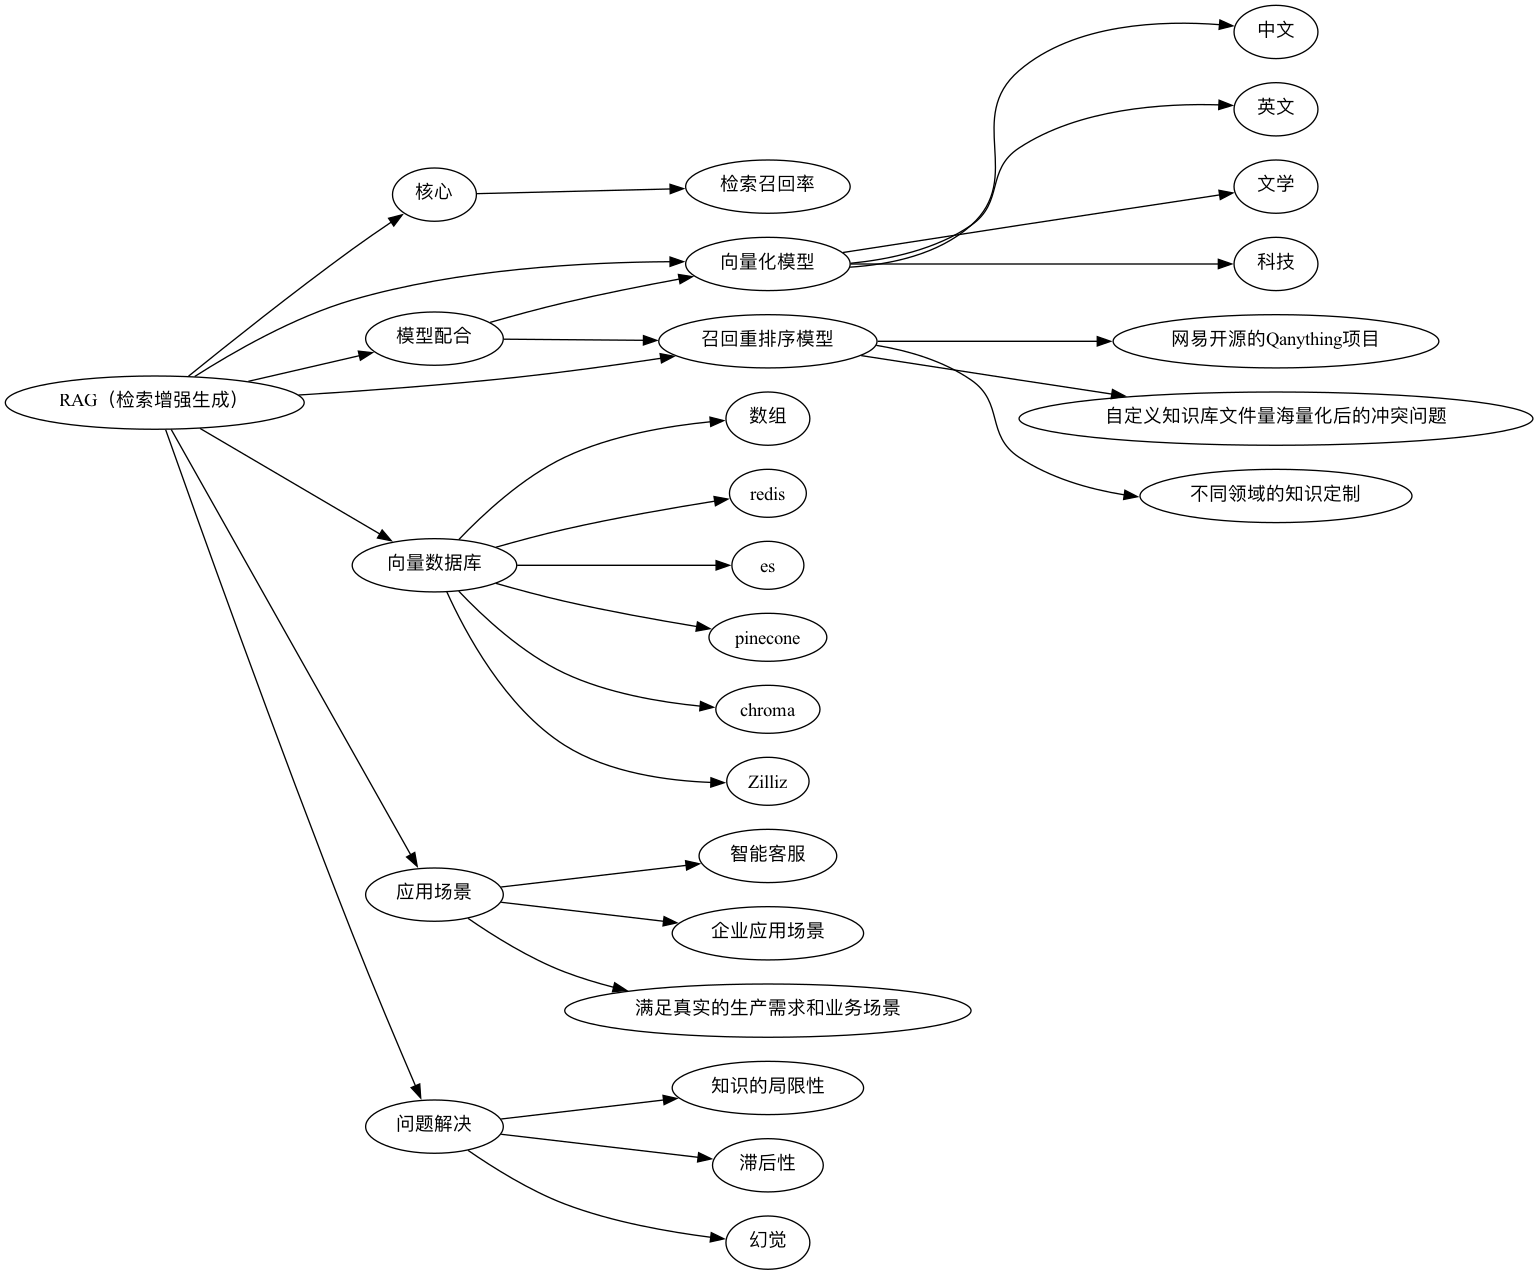 中文
英文
核心
检索召回率
文学
向量化模型
科技
模型配合
召回重排序模型
网易开源的Qanything项目
RAG（检索增强生成）
数组
自定义知识库文件量海量化后的冲突问题
redis
不同领域的知识定制
向量数据库
es
pinecone
chroma
Zilliz
智能客服
应用场景
企业应用场景
满足真实的生产需求和业务场景
知识的局限性
问题解决
滞后性
幻觉